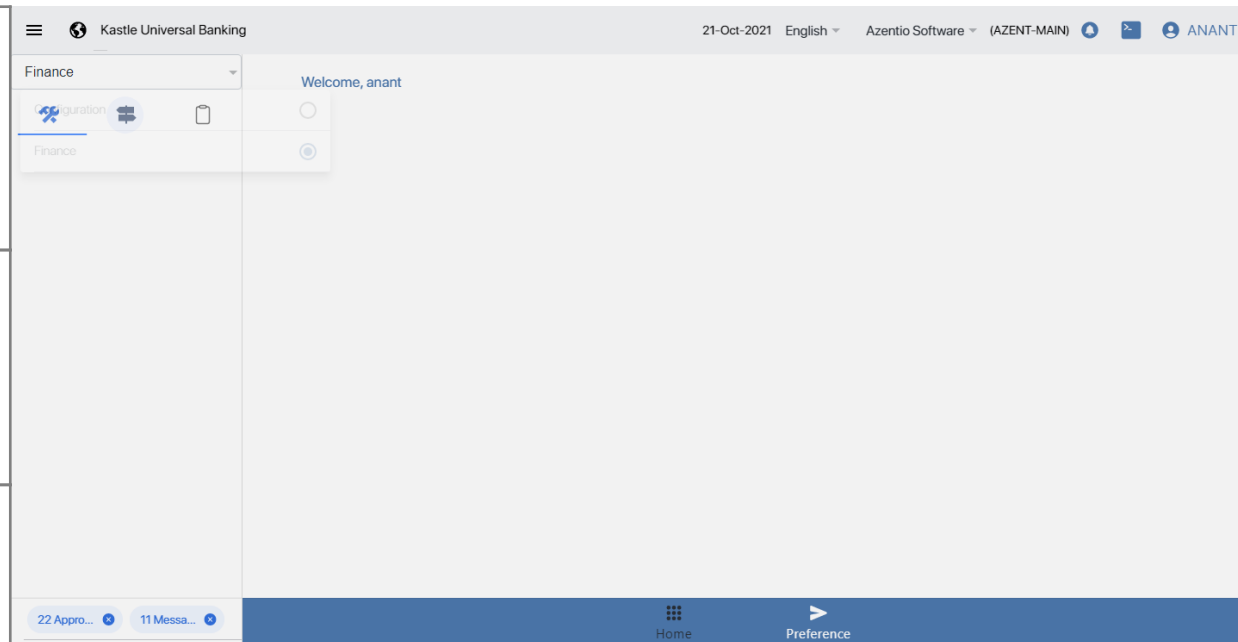 Kastle Universal Banking 21-Oct-2021 English Azentio Software (AZENT-MAIN) ANANT
Finance
Welcome, anant
Configuration
Finance
22 Appro... 11 Messa...
Home Preference